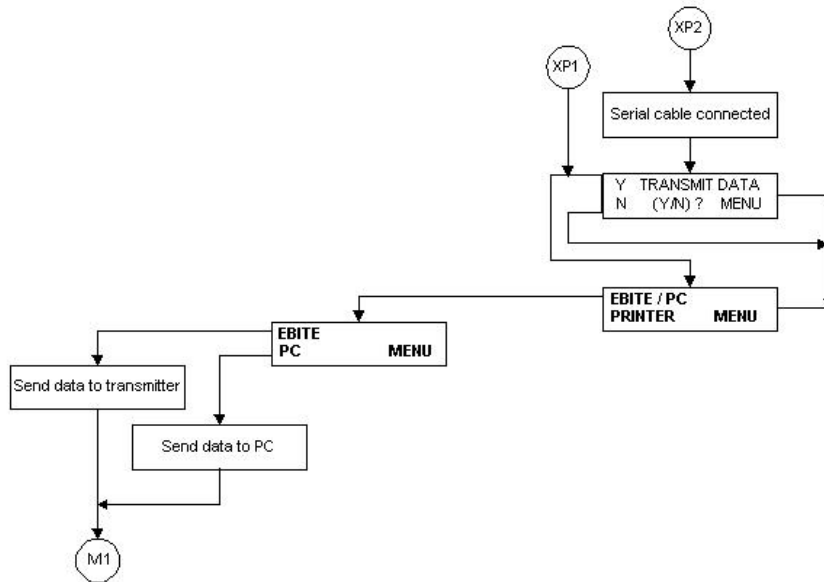 XP2
XP1
Serial cable connected
Y TRANSMIT DATA
N (Y/N) ? MENU
EBITE / PC
PRINTER MENU
EBITE
PC MENU
Send data to transmitter
Send data to PC
M1